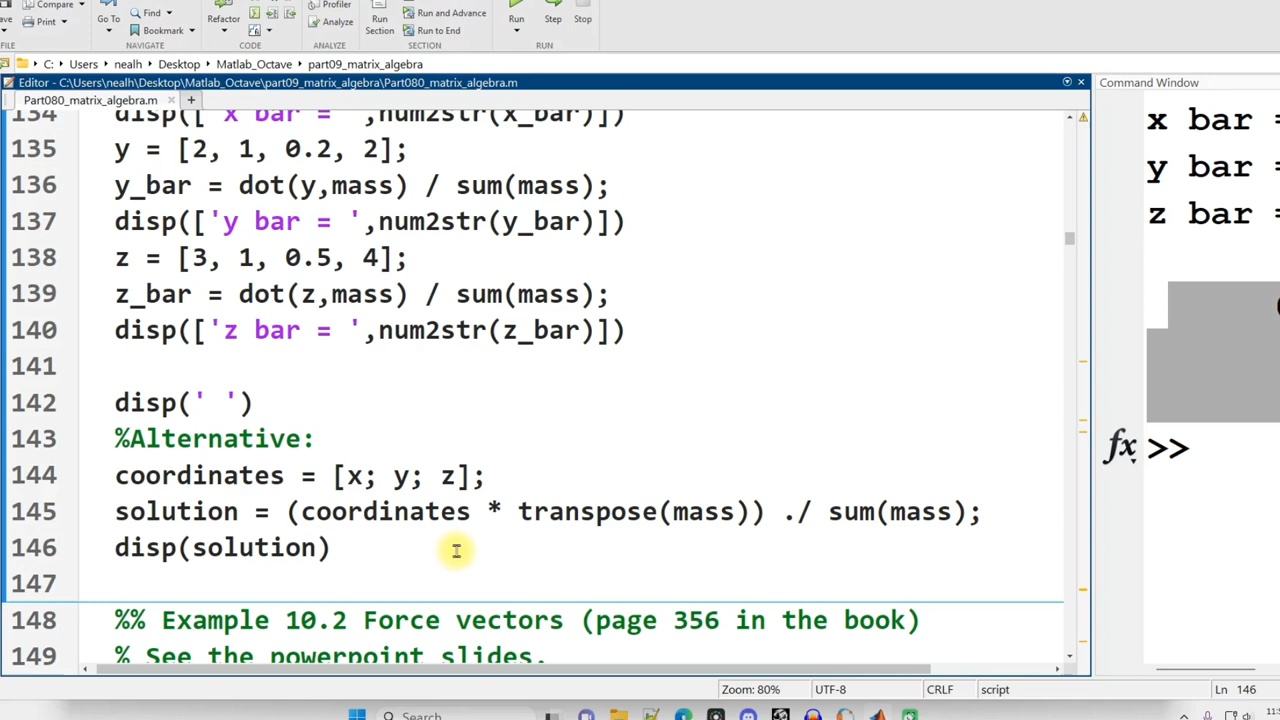 Compare
Print
Go To
Find
Bookmark
Refactor
Profiler
Analyze
Run
Section
Run and Advance
Run to End
Run
Step
Stop
FILE
NAVIGATE
CODE
ANALYZE
SECTION
RUN
C: Users nealh Desktop Matlab_Octave part09_matrix_algebra
Editor - C:\Users\nealh\Desktop\Matlab_Octave\part09_matrix_algebra\Part080_matrix_algebra.m
Command Window
Part080_matrix_algebra.m
134 disp(['x bar = ',num2str(x_bar)])
135 y = [2, 1, 0.2, 2];
136 y_bar = dot(y,mass) / sum(mass);
137 disp(['y bar = ',num2str(y_bar)])
138 z = [3, 1, 0.5, 4];
139 z_bar = dot(z,mass) / sum(mass);
140 disp(['z bar = ',num2str(z_bar)])
141
142 disp(' ')
143 %Alternative:
144 coordinates = [x; y; z];
145 solution = (coordinates * transpose(mass)) ./ sum(mass);
146 disp(solution)
147
148 %% Example 10.2 Force vectors (page 356 in the book)
149 % See the powerpoint slides.
x bar =
y bar =
z bar =
fx >>
Zoom: 80% UTF-8 CRLF script Ln 146
Search